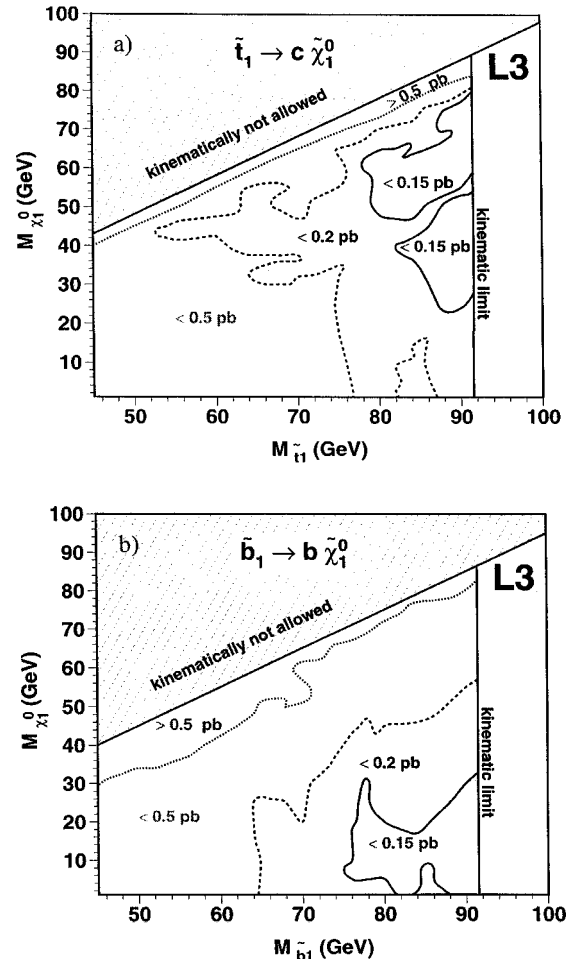 a)
t̃₁ → c χ̃₁⁰
L3
kinematically not allowed
> 0.5 pb
< 0.15 pb
< 0.2 pb
< 0.15 pb
< 0.5 pb
kinematic limit
M χ̃₁⁰ (GeV)
100
90
80
70
60
50
40
30
20
10
50 60 70 80 90 100
M t̃1 (GeV)
b)
b̃₁ → b χ̃₁⁰
L3
kinematically not allowed
> 0.5 pb
< 0.2 pb
< 0.5 pb
< 0.15 pb
kinematic limit
M χ̃₁⁰ (GeV)
100
90
80
70
60
50
40
30
20
10
50 60 70 80 90 100
M b̃1 (GeV)